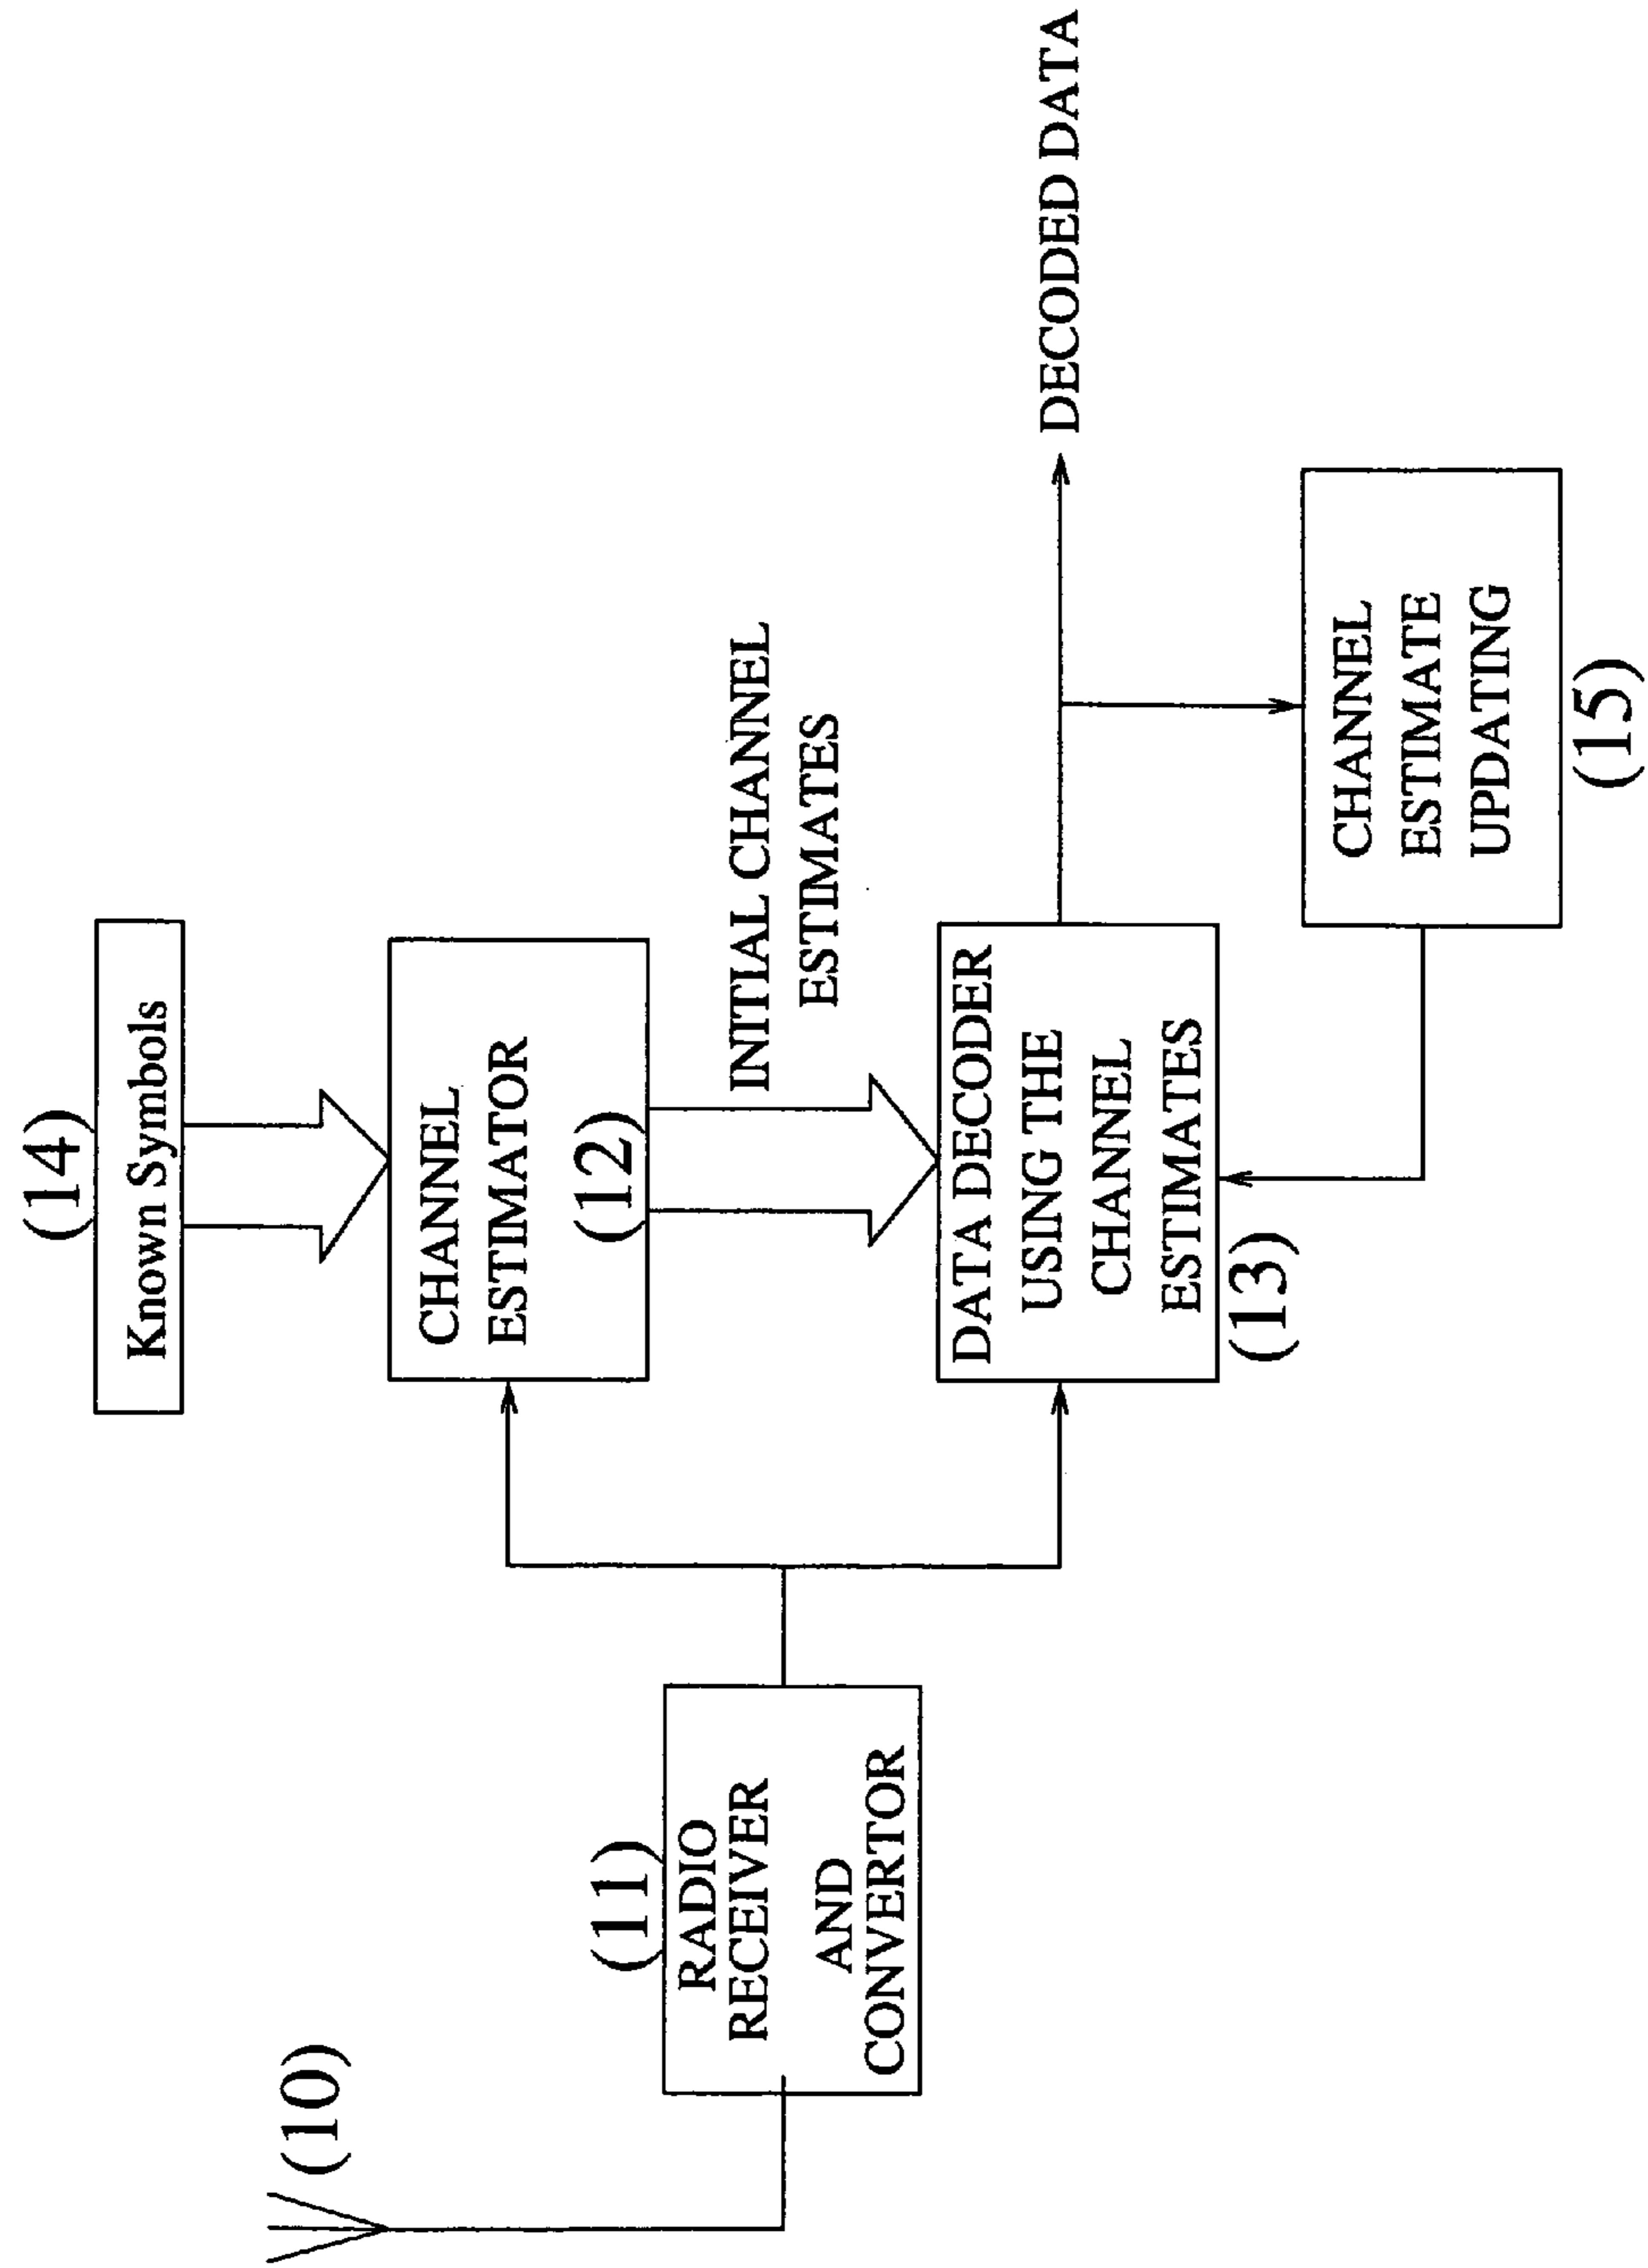 (10)
(11)
RADIO
RECEIVER
AND
CONVERTOR
(14)
Known Symbols
CHANNEL
ESTIMATOR
(12)
INITIAL CHANNEL
ESTIMATES
DATA DECODER
USING THE
CHANNEL
ESTIMATES
(13)
DECODED DATA
CHANNEL
ESTIMATE
UPDATING
(15)